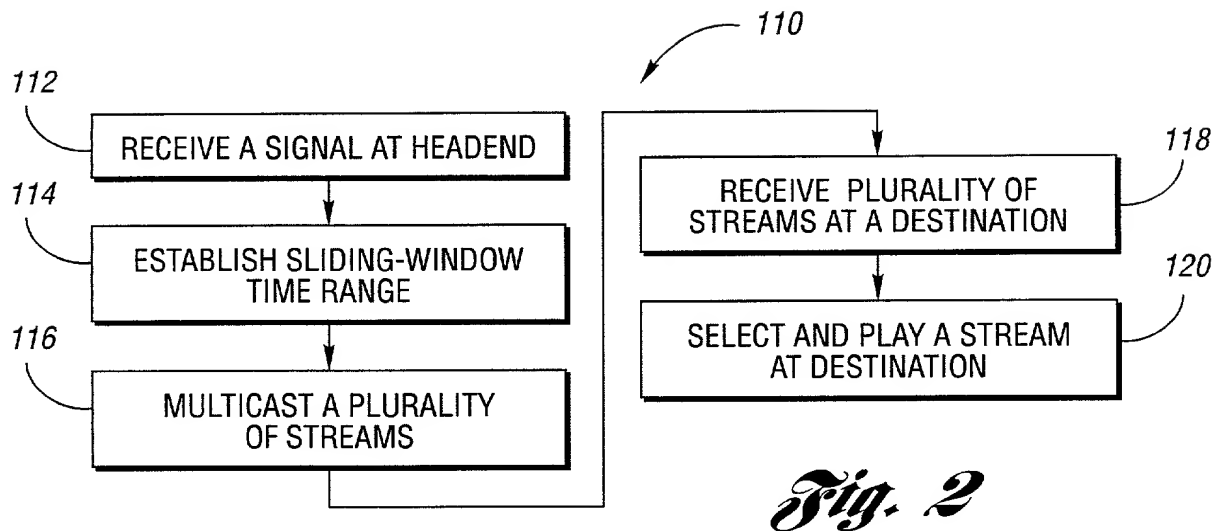 110
112
RECEIVE A SIGNAL AT HEADEND
114
ESTABLISH SLIDING-WINDOW
TIME RANGE
116
MULTICAST A PLURALITY
OF STREAMS
118
RECEIVE PLURALITY OF
STREAMS AT A DESTINATION
120
SELECT AND PLAY A STREAM
AT DESTINATION
Fig. 2